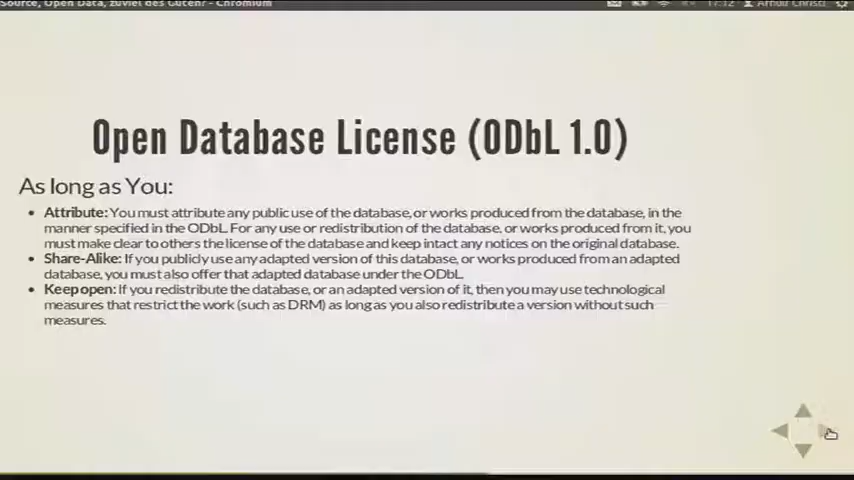 Source, Open Data, zuviel des Guten? - Chromium
17:12
Open Database License (ODbL 1.0)
As long as You:
Attribute: You must attribute any public use of the database, or works produced from the database, in the
manner specified in the ODbL. For any use or redistribution of the database, or works produced from it, you
must make clear to others the license of the database and keep intact any notices on the original database.
Share-Alike: If you publicly use any adapted version of this database, or works produced from an adapted
database, you must also offer that adapted database under the ODbL.
Keep open: If you redistribute the database, or an adapted version of it, then you may use technological
measures that restrict the work (such as DRM) as long as you also redistribute a version without such
measures.